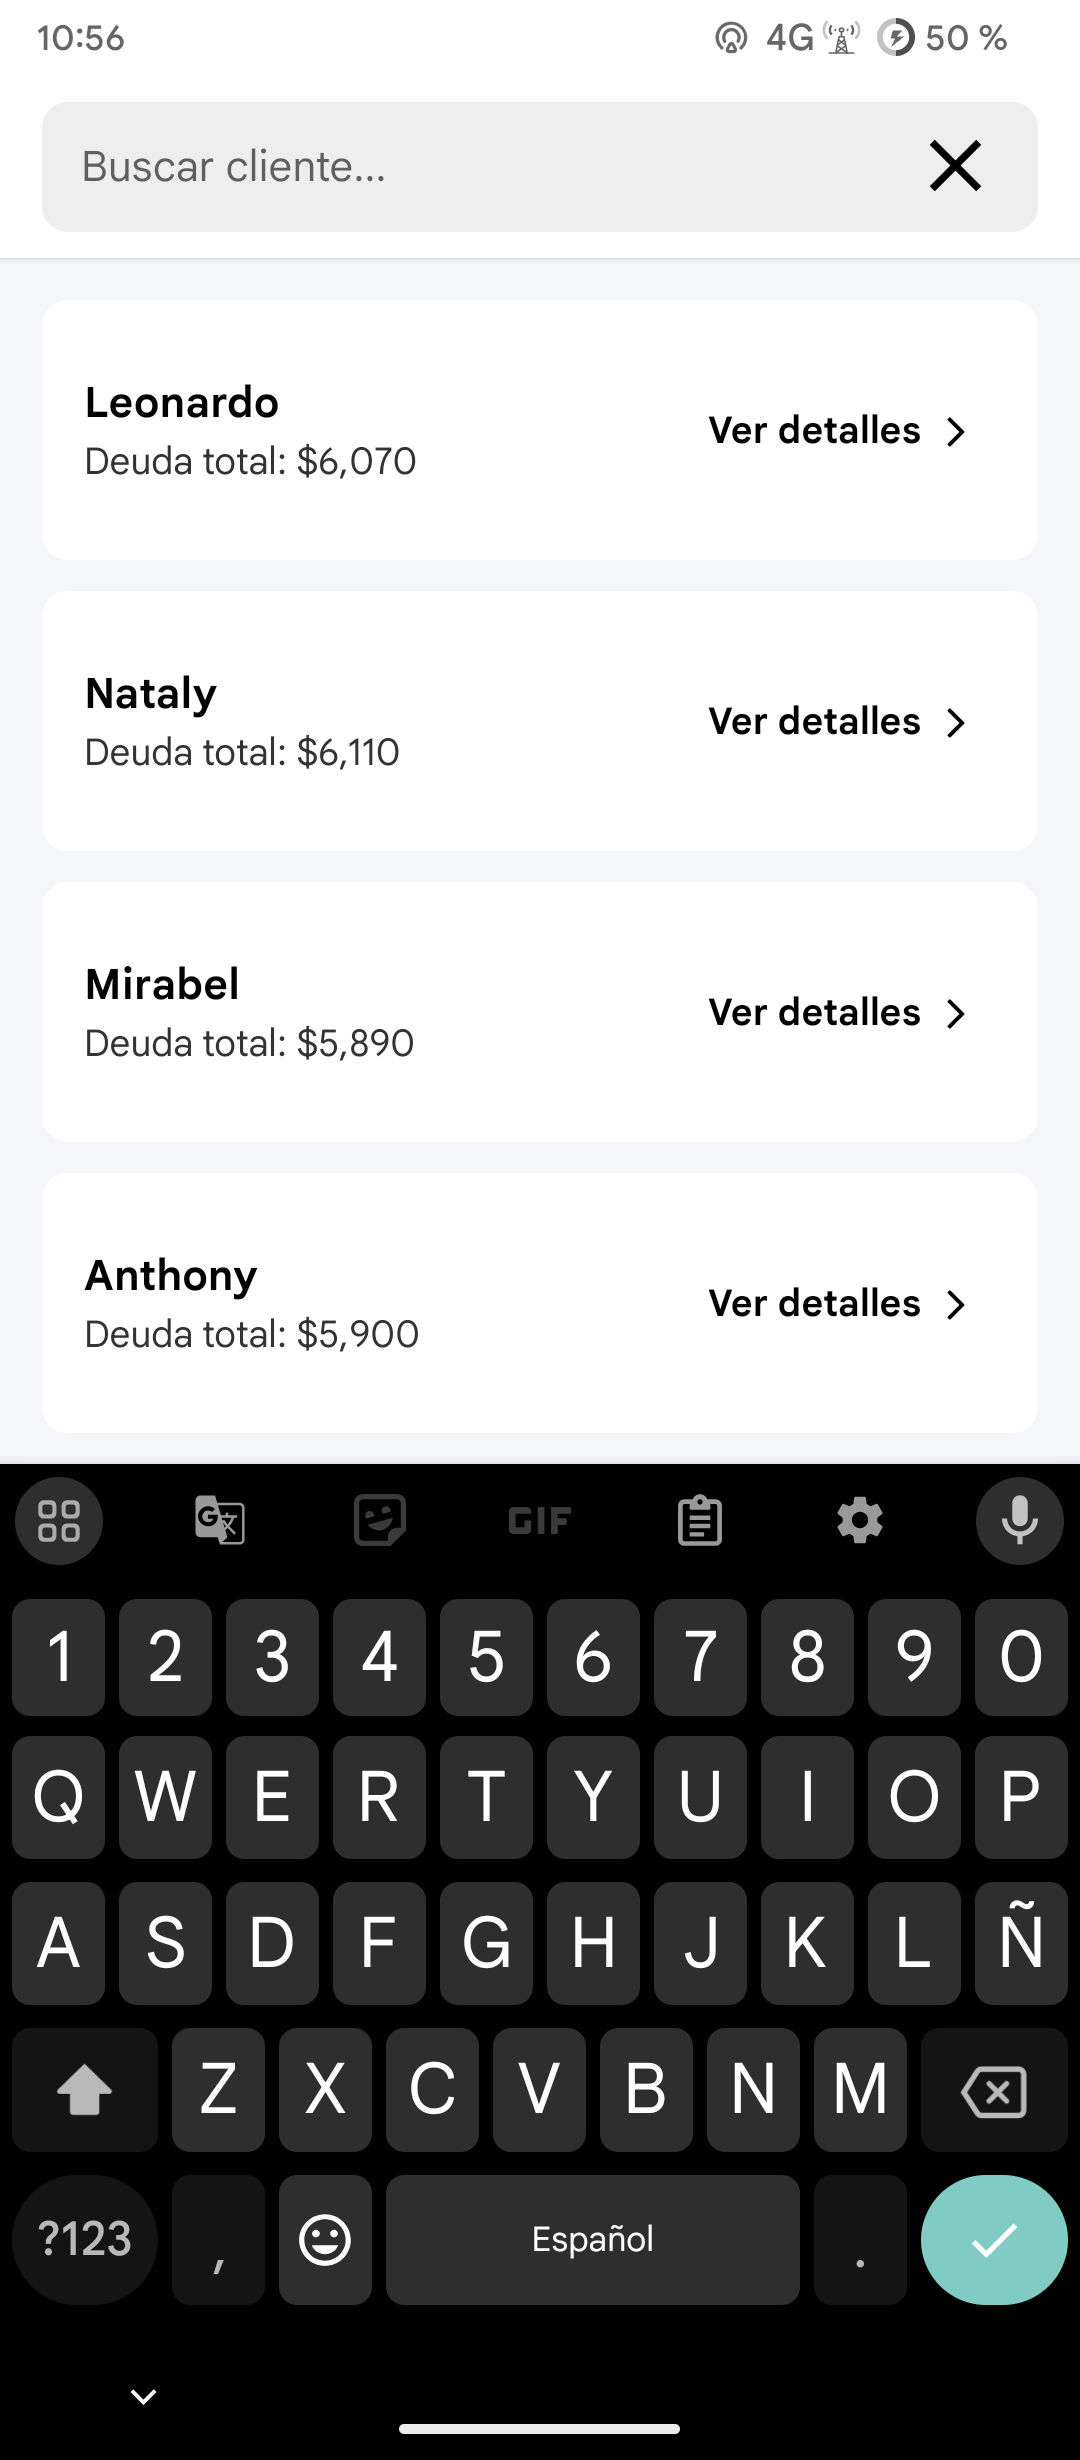 10:56
4G 50 %
Buscar cliente...
Leonardo
Deuda total: $6,070
Ver detalles
Nataly
Deuda total: $6,110
Ver detalles
Mirabel
Deuda total: $5,890
Ver detalles
Anthony
Deuda total: $5,900
Ver detalles
GIF
1 2 3 4 5 6 7 8 9 0
Q W E R T Y U I O P
A S D F G H J K L Ñ
Z X C V B N M
?123 , Español .